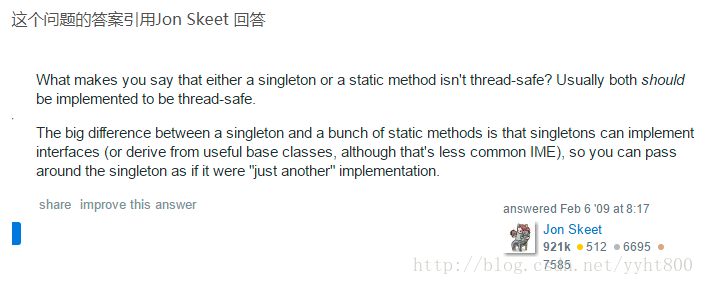 这个问题的答案引用Jon Skeet 回答
What makes you say that either a singleton or a static method isn't thread-safe? Usually both should
be implemented to be thread-safe.
The big difference between a singleton and a bunch of static methods is that singletons can implement
interfaces (or derive from useful base classes, although that's less common IME), so you can pass
around the singleton as if it were "just another" implementation.
share improve this answer
answered Feb 6 '09 at 8:17
Jon Skeet
921k 512 6695
7585
http://blog.csdn.net/yyht800